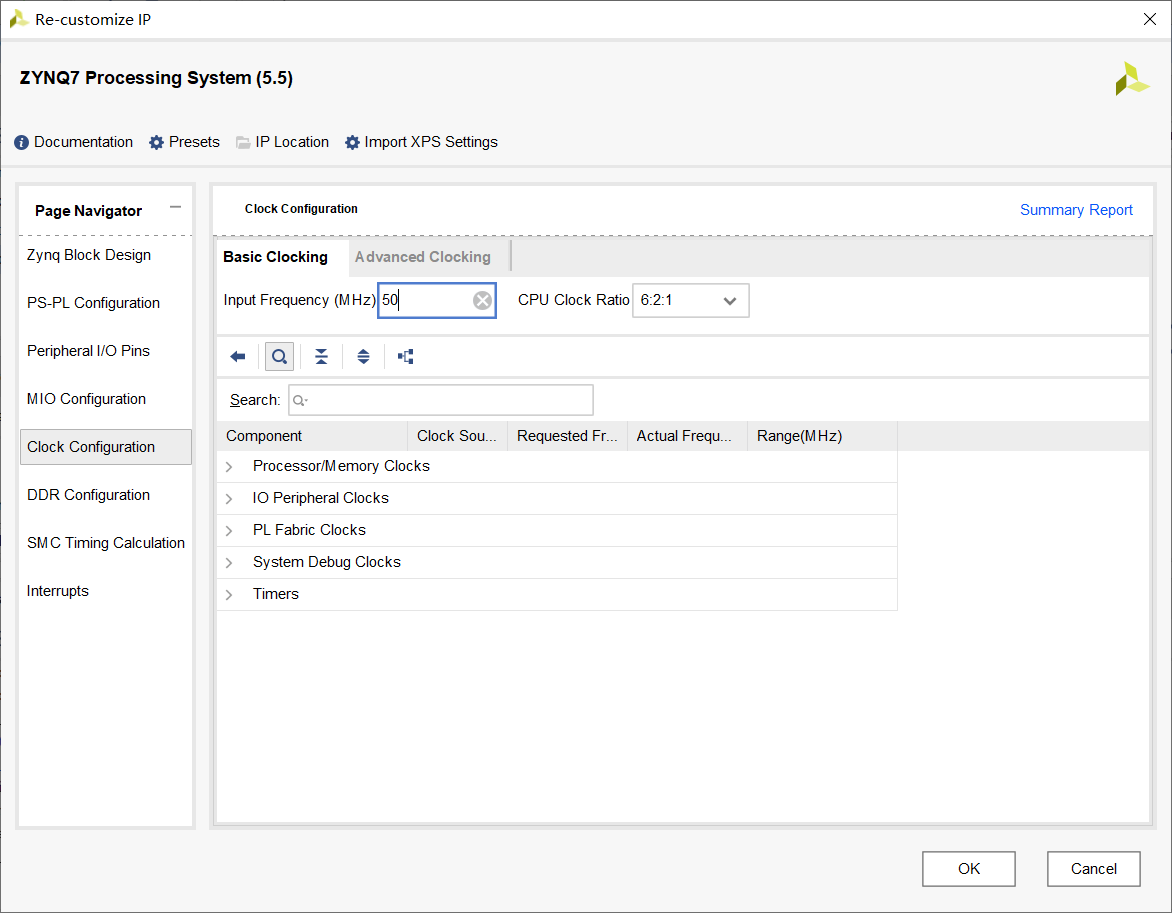 Re-customize IP
ZYNQ7 Processing System (5.5)
Documentation Presets IP Location Import XPS Settings
Page Navigator
Zynq Block Design
PS-PL Configuration
Peripheral I/O Pins
MIO Configuration
Clock Configuration
DDR Configuration
SMC Timing Calculation
Interrupts
Clock Configuration Summary Report
Basic Clocking Advanced Clocking
Input Frequency (MHz) 50 CPU Clock Ratio 6:2:1
Search:
Component Clock Sou... Requested Fr... Actual Frequ... Range(MHz)
Processor/Memory Clocks
IO Peripheral Clocks
PL Fabric Clocks
System Debug Clocks
Timers
OK Cancel